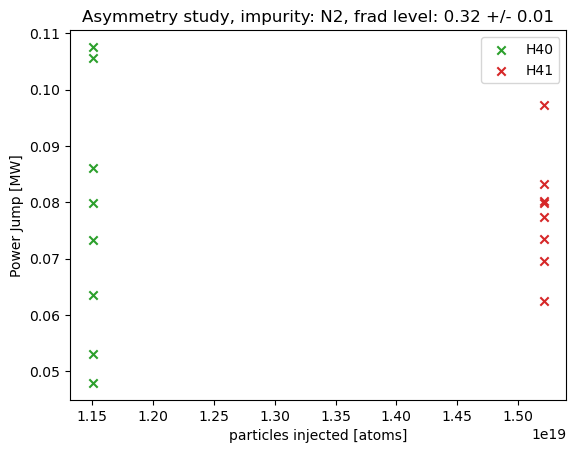 Asymmetry study, impurity: N2, frad level: 0.32 +/- 0.01
0.11
0.10
0.09
0.08
0.07
0.06
0.05
Power Jump [MW]
H40
H41
1.15
1.20
1.25
1.30
1.35
1.40
1.45
1.50
1e19
particles injected [atoms]